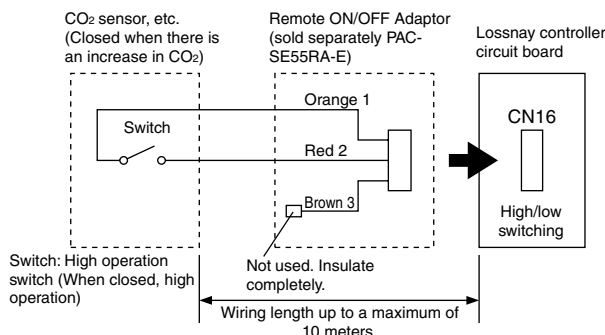 CO2 sensor, etc.
(Closed when there is
an increase in CO2)
Remote ON/OFF Adaptor
(sold separately PAC-
SE55RA-E)
Lossnay controller
circuit board
Orange 1
CN16
Switch
Red 2
Brown 3
High/low
switching
Switch: High operation
switch (When closed, high
operation)
Not used. Insulate
completely.
Wiring length up to a maximum of
10 meters